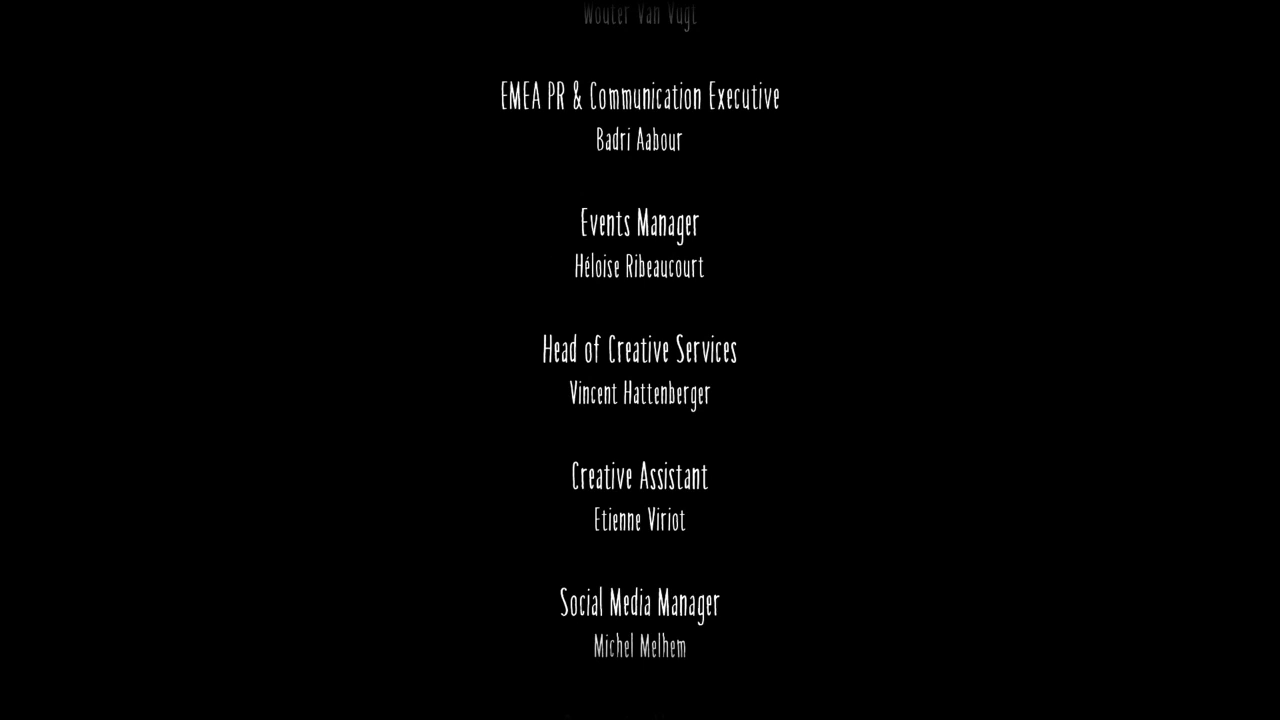 Wouter Van Vugt
EMEA PR & Communication Executive
Badri Aabour
Events Manager
Héloise Ribeaucourt
Head of Creative Services
Vincent Hattenberger
Creative Assistant
Etienne Viriot
Social Media Manager
Michel Melhem